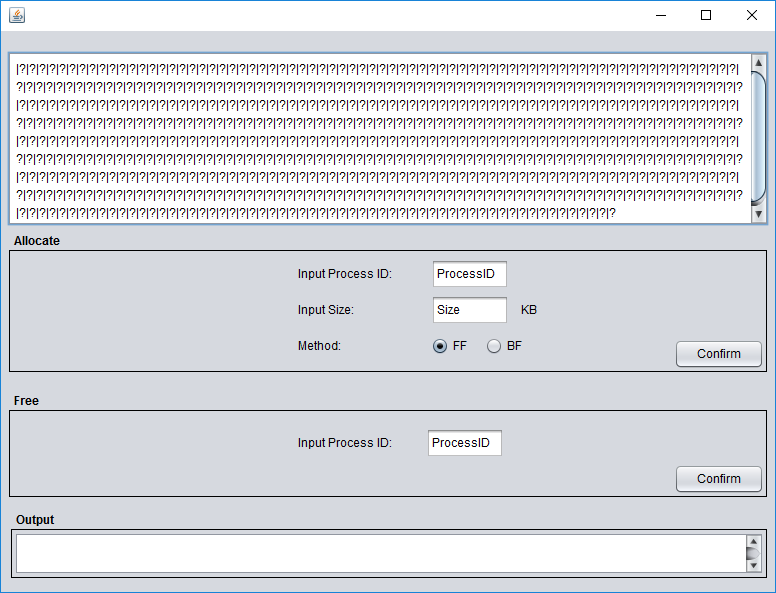 |?|?|?|?|?|?|?|?|?|?|?|?|?|?|?|?|?|?|?|?|?|?|?|?|?|?|?|?|?|?|?|?|?|?|?|?|?|?|?|?|?|?|?|?|?|?|?|?|?|?|?|?|?|?|?|?|?|?|?|?|?|?|?|?|?|?|?|?|?|?|?|?|
?|?|?|?|?|?|?|?|?|?|?|?|?|?|?|?|?|?|?|?|?|?|?|?|?|?|?|?|?|?|?|?|?|?|?|?|?|?|?|?|?|?|?|?|?|?|?|?|?|?|?|?|?|?|?|?|?|?|?|?|?|?|?|?|?|?|?|?|?|?|?|?|?
|?|?|?|?|?|?|?|?|?|?|?|?|?|?|?|?|?|?|?|?|?|?|?|?|?|?|?|?|?|?|?|?|?|?|?|?|?|?|?|?|?|?|?|?|?|?|?|?|?|?|?|?|?|?|?|?|?|?|?|?|?|?|?|?|?|?|?|?|?|?|?|?|
?|?|?|?|?|?|?|?|?|?|?|?|?|?|?|?|?|?|?|?|?|?|?|?|?|?|?|?|?|?|?|?|?|?|?|?|?|?|?|?|?|?|?|?|?|?|?|?|?|?|?|?|?|?|?|?|?|?|?|?|?|?|?|?|?|?|?|?|?|?|?|?|?
|?|?|?|?|?|?|?|?|?|?|?|?|?|?|?|?|?|?|?|?|?|?|?|?|?|?|?|?|?|?|?|?|?|?|?|?|?|?|?|?|?|?|?|?|?|?|?|?|?|?|?|?|?|?|?|?|?|?|?|?|?|?|?|?|?|?|?|?|?|?|?|?|
?|?|?|?|?|?|?|?|?|?|?|?|?|?|?|?|?|?|?|?|?|?|?|?|?|?|?|?|?|?|?|?|?|?|?|?|?|?|?|?|?|?|?|?|?|?|?|?|?|?|?|?|?|?|?|?|?|?|?|?|?|?|?|?|?|?|?|?|?|?|?|?|?
|?|?|?|?|?|?|?|?|?|?|?|?|?|?|?|?|?|?|?|?|?|?|?|?|?|?|?|?|?|?|?|?|?|?|?|?|?|?|?|?|?|?|?|?|?|?|?|?|?|?|?|?|?|?|?|?|?|?|?|?|?|?|?|?|?|?|?|?|?|?|?|?|
?|?|?|?|?|?|?|?|?|?|?|?|?|?|?|?|?|?|?|?|?|?|?|?|?|?|?|?|?|?|?|?|?|?|?|?|?|?|?|?|?|?|?|?|?|?|?|?|?|?|?|?|?|?|?|?|?|?|?|?|?|?|?|?|?|?|?|?|?|?|?|?|?
|?|?|?|?|?|?|?|?|?|?|?|?|?|?|?|?|?|?|?|?|?|?|?|?|?|?|?|?|?|?|?|?|?|?|?|?|?|?|?|?|?|?|?|?|?|?|?|?|?|?|?|?|?|?|?|?|?|?|?|?
Allocate
Input Process ID: ProcessID
Input Size: Size KB
Method: FF BF
Confirm
Free
Input Process ID: ProcessID
Confirm
Output